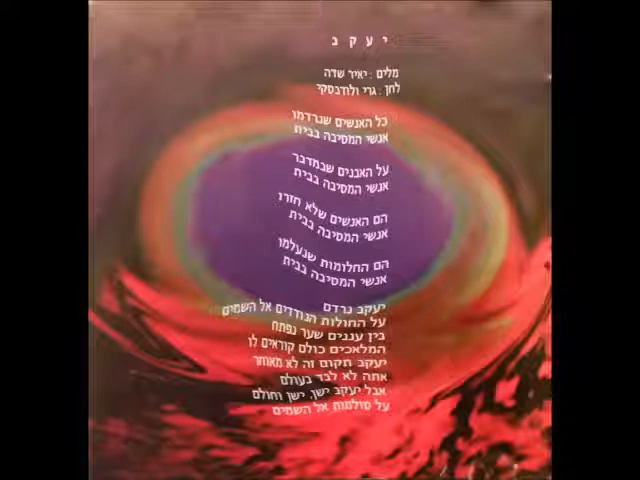 יעקב
מלים : יאיר שדה
לחן : גרי ולודבסקי
כל האנשים שנרדמו
אנשי המסיבה בבית
על האבנים שבמדבר
אנשי המסיבה בבית
הם האנשים שלא חזרו
אנשי המסיבה בבית
הם החלומות שנעלמו
אנשי המסיבה בבית
יעקב נרדם
על החולות הנודדים אל השמים
בין עננים שער נפתח
המלאכים כולם קוראים לו
יעקב תקום זה לא מאוחר
אתה לא לבד בעולם
אבל יעקב ישן, ישן וחולם
על סולמות אל השמים